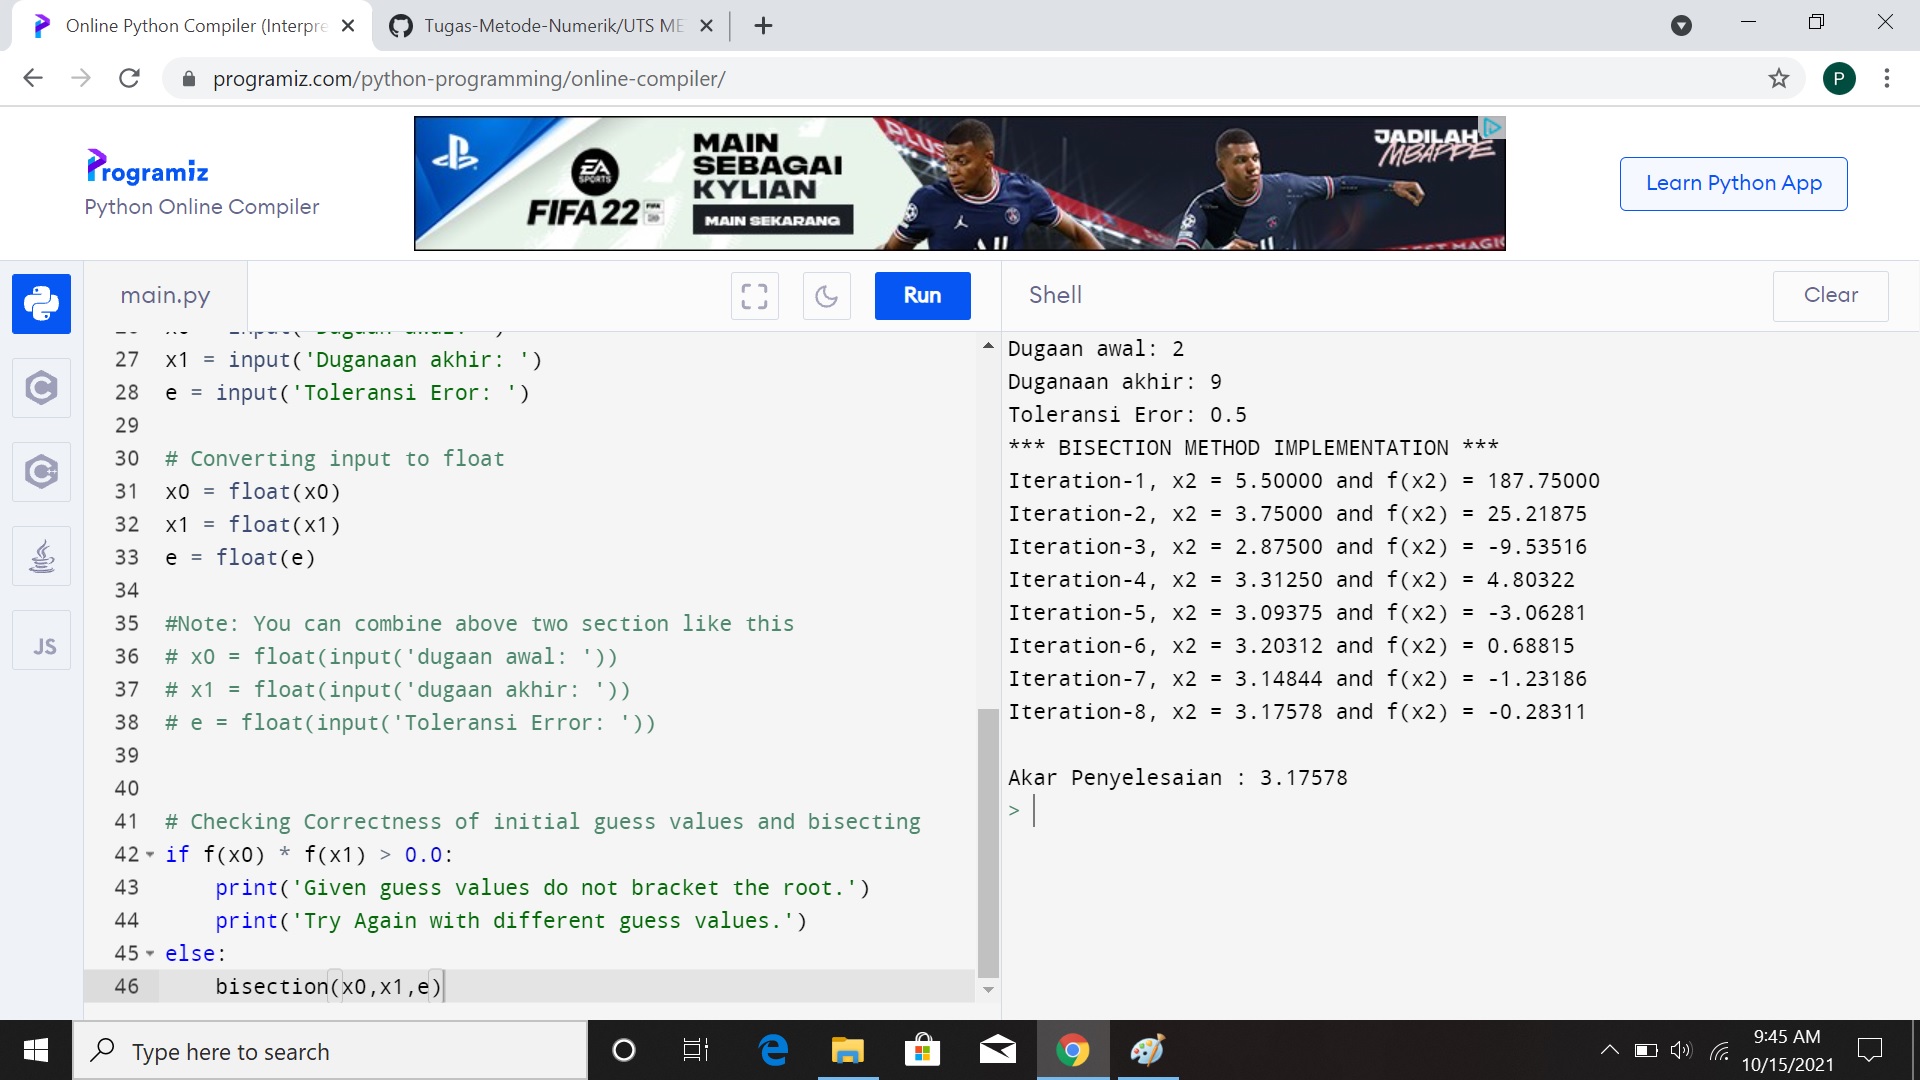 Online Python Compiler (Interpre
Tugas-Metode-Numerik/UTS ME
programiz.com/python-programming/online-compiler/
P
Programiz
Python Online Compiler
EA
SPORTS
FIFA 22
MAIN
SEBAGAI
KYLIAN
MAIN SEKARANG
PLUS
JADILAH
MBAPPE
Learn Python App
main.py
Run
Shell
Clear
C
C++
JS
27 x1 = input('Duganaan akhir: ')
28 e = input('Toleransi Eror: ')
29
30 # Converting input to float
31 x0 = float(x0)
32 x1 = float(x1)
33 e = float(e)
34
35 #Note: You can combine above two section like this
36 # x0 = float(input('dugaan awal: '))
37 # x1 = float(input('dugaan akhir: '))
38 # e = float(input('Toleransi Error: '))
39
40
41 # Checking Correctness of initial guess values and bisecting
42 if f(x0) * f(x1) > 0.0:
43 print('Given guess values do not bracket the root.')
44 print('Try Again with different guess values.')
45 else:
46 bisection(x0,x1,e)
Dugaan awal: 2
Duganaan akhir: 9
Toleransi Eror: 0.5
*** BISECTION METHOD IMPLEMENTATION ***
Iteration-1, x2 = 5.50000 and f(x2) = 187.75000
Iteration-2, x2 = 3.75000 and f(x2) = 25.21875
Iteration-3, x2 = 2.87500 and f(x2) = -9.53516
Iteration-4, x2 = 3.31250 and f(x2) = 4.80322
Iteration-5, x2 = 3.09375 and f(x2) = -3.06281
Iteration-6, x2 = 3.20312 and f(x2) = 0.68815
Iteration-7, x2 = 3.14844 and f(x2) = -1.23186
Iteration-8, x2 = 3.17578 and f(x2) = -0.28311
Akar Penyelesaian : 3.17578
>
Type here to search
9:45 AM
10/15/2021